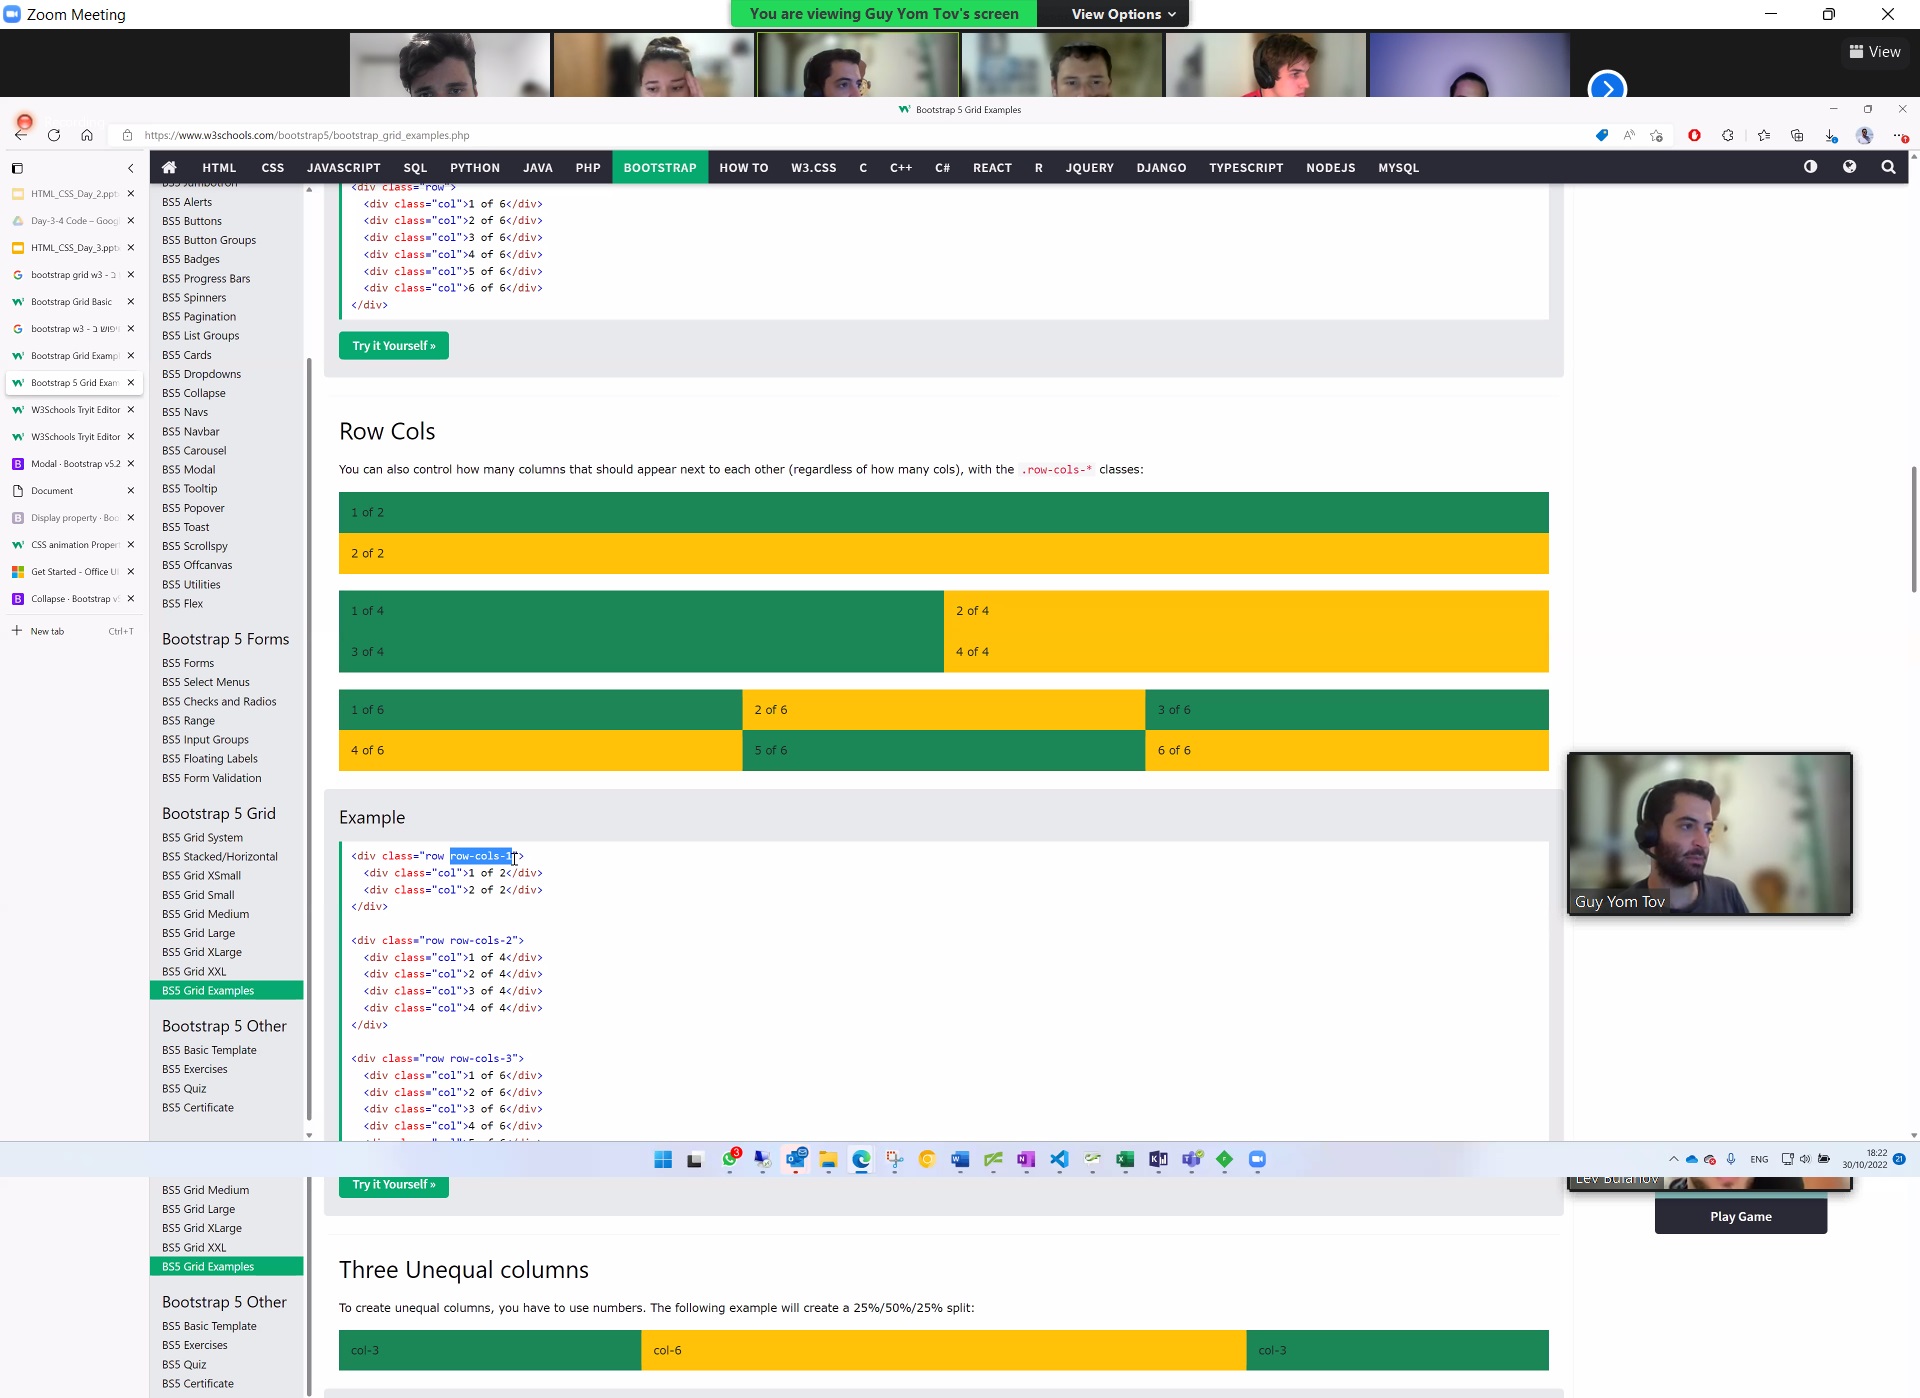 Zoom Meeting
You are viewing Guy Yom Tov's screen
View Options
View
Bootstrap 5 Grid Examples
https://www.w3schools.com/bootstrap5/bootstrap_grid_examples.php
HTML CSS JAVASCRIPT SQL PYTHON JAVA PHP BOOTSTRAP HOW TO W3.CSS C C++ C# REACT R JQUERY DJANGO TYPESCRIPT NODEJS MYSQL
HTML_CSS_Day_2.ppt
Day-3-4 Code – Goog
HTML_CSS_Day_3.ppt
bootstrap grid w3 - ב
Bootstrap Grid Basic
bootstrap w3 - יפוש ב
Bootstrap Grid Exampl
Bootstrap 5 Grid Exam
W3Schools Tryit Editor
W3Schools Tryit Editor
Modal · Bootstrap v5.2
Document
Display property · Boo
CSS animation Proper
Get Started - Office UI
Collapse · Bootstrap v
New tab Ctrl+T
BS5 Jumbotron
BS5 Alerts
BS5 Buttons
BS5 Button Groups
BS5 Badges
BS5 Progress Bars
BS5 Spinners
BS5 Pagination
BS5 List Groups
BS5 Cards
BS5 Dropdowns
BS5 Collapse
BS5 Navs
BS5 Navbar
BS5 Carousel
BS5 Modal
BS5 Tooltip
BS5 Popover
BS5 Toast
BS5 Scrollspy
BS5 Offcanvas
BS5 Utilities
BS5 Flex
Bootstrap 5 Forms
BS5 Forms
BS5 Select Menus
BS5 Checks and Radios
BS5 Range
BS5 Input Groups
BS5 Floating Labels
BS5 Form Validation
Bootstrap 5 Grid
BS5 Grid System
BS5 Stacked/Horizontal
BS5 Grid XSmall
BS5 Grid Small
BS5 Grid Medium
BS5 Grid Large
BS5 Grid XLarge
BS5 Grid XXL
BS5 Grid Examples
Bootstrap 5 Other
BS5 Basic Template
BS5 Exercises
BS5 Quiz
BS5 Certificate
<div class="row">
<div class="col">1 of 6</div>
<div class="col">2 of 6</div>
<div class="col">3 of 6</div>
<div class="col">4 of 6</div>
<div class="col">5 of 6</div>
<div class="col">6 of 6</div>
</div>
Try it Yourself »
Row Cols
You can also control how many columns that should appear next to each other (regardless of how many cols), with the .row-cols-* classes:
1 of 2
2 of 2
1 of 4 2 of 4
3 of 4 4 of 4
1 of 6 2 of 6 3 of 6
4 of 6 5 of 6 6 of 6
Example
<div class="row row-cols-1">
<div class="col">1 of 2</div>
<div class="col">2 of 2</div>
</div>
<div class="row row-cols-2">
<div class="col">1 of 4</div>
<div class="col">2 of 4</div>
<div class="col">3 of 4</div>
<div class="col">4 of 4</div>
</div>
<div class="row row-cols-3">
<div class="col">1 of 6</div>
<div class="col">2 of 6</div>
<div class="col">3 of 6</div>
<div class="col">4 of 6</div>
Guy Yom Tov
3
ENG
18:22
30/10/2022
21
BS5 Grid Medium
BS5 Grid Large
BS5 Grid XLarge
BS5 Grid XXL
BS5 Grid Examples
Bootstrap 5 Other
BS5 Basic Template
BS5 Exercises
BS5 Quiz
BS5 Certificate
Try it Yourself »
Lev Bulanov
Play Game
Three Unequal columns
To create unequal columns, you have to use numbers. The following example will create a 25%/50%/25% split:
col-3 col-6 col-3